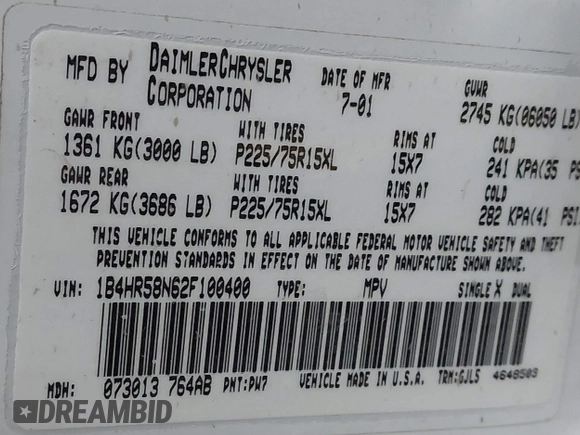 MFD BY DAIMLERCHRYSLER CORPORATION DATE OF MFR 7-01 GVWR 2745 KG(06050 LB)
GAWR FRONT WITH TIRES RIMS AT COLD
1361 KG(3000 LB) P225/75R15XL 15X7 241 KPA(35 PSI
GAWR REAR WITH TIRES RIMS AT COLD
1672 KG(3686 LB) P225/75R15XL 15X7 282 KPA(41 PSI
THIS VEHICLE CONFORMS TO ALL APPLICABLE FEDERAL MOTOR VEHICLE SAFETY AND THEFT
PREVENTION STANDARDS IN EFFECT ON THE DATE OF MANUFACTURE SHOWN ABOVE.
VIN: 1B4HR58N62F100400 TYPE: MPV SINGLE X DUAL
MDH: 073013 764AB PNT:PW7 VEHICLE MADE IN U.S.A. TRM:GJLS 4648503
DREAMBID